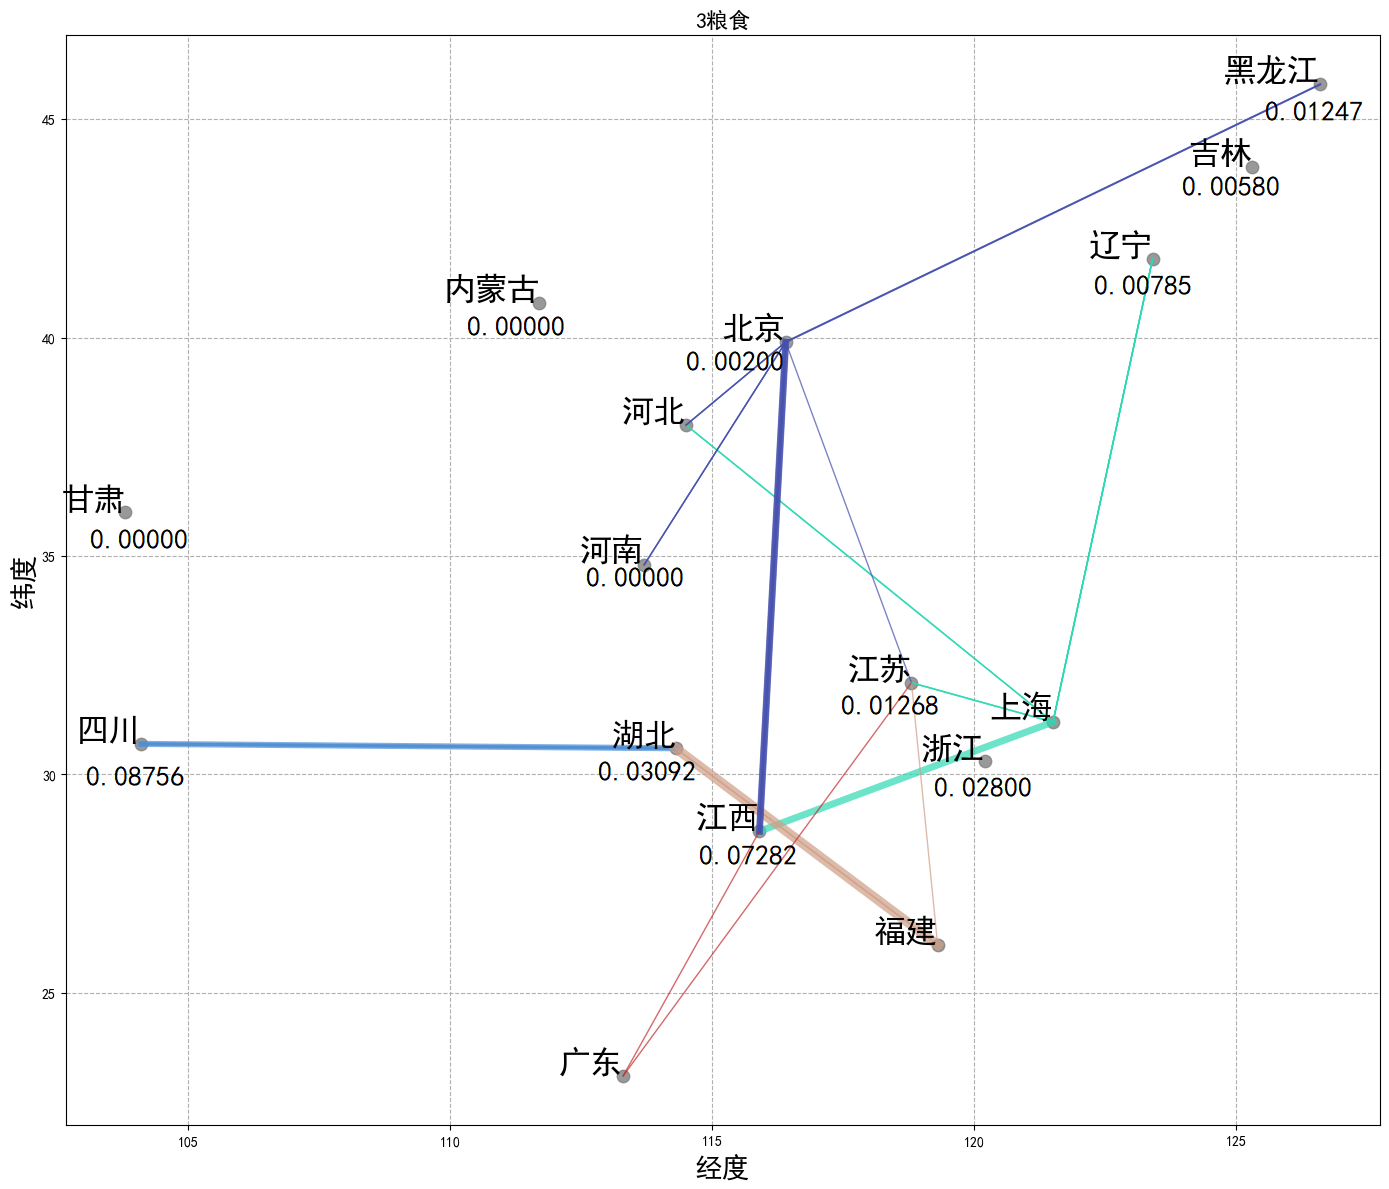 3粮食
黑龙江
0.01247
45
吉林
0.00580
辽宁
0.00785
内蒙古
0.00000
北京
40
0.00200
河北
甘肃
0.00000
35
河南
0.00000
纬度
江苏
0.01268
上海
四川
湖北
浙江
0.08756
0.03092
30
0.02800
江西
0.07282
福建
25
广东
105
110
115
120
125
经度